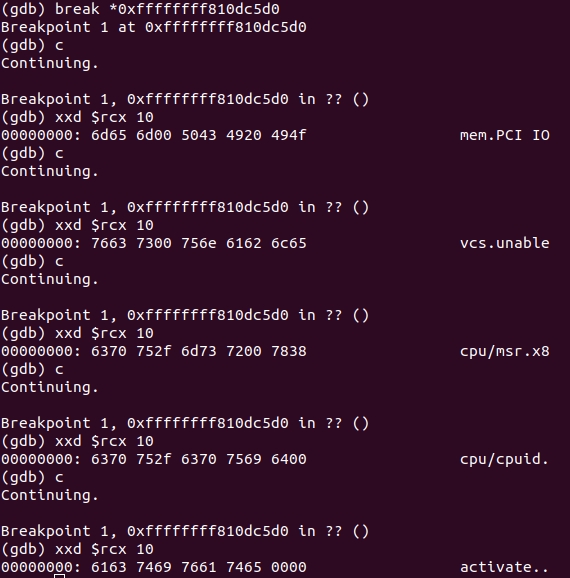 (gdb) break *0xffffffff810dc5d0
Breakpoint 1 at 0xffffffff810dc5d0
(gdb) c
Continuing.
Breakpoint 1, 0xffffffff810dc5d0 in ?? ()
(gdb) xxd $rcx 10
00000000: 6d65 6d00 5043 4920 494f mem.PCI IO
(gdb) c
Continuing.
Breakpoint 1, 0xffffffff810dc5d0 in ?? ()
(gdb) xxd $rcx 10
00000000: 7663 7300 756e 6162 6c65 vcs.unable
(gdb) c
Continuing.
Breakpoint 1, 0xffffffff810dc5d0 in ?? ()
(gdb) xxd $rcx 10
00000000: 6370 752f 6d73 7200 7838 cpu/msr.x8
(gdb) c
Continuing.
Breakpoint 1, 0xffffffff810dc5d0 in ?? ()
(gdb) xxd $rcx 10
00000000: 6370 752f 6370 7569 6400 cpu/cpuid.
(gdb) c
Continuing.
Breakpoint 1, 0xffffffff810dc5d0 in ?? ()
(gdb) xxd $rcx 10
00000000: 6163 7469 7661 7465 0000 activate..